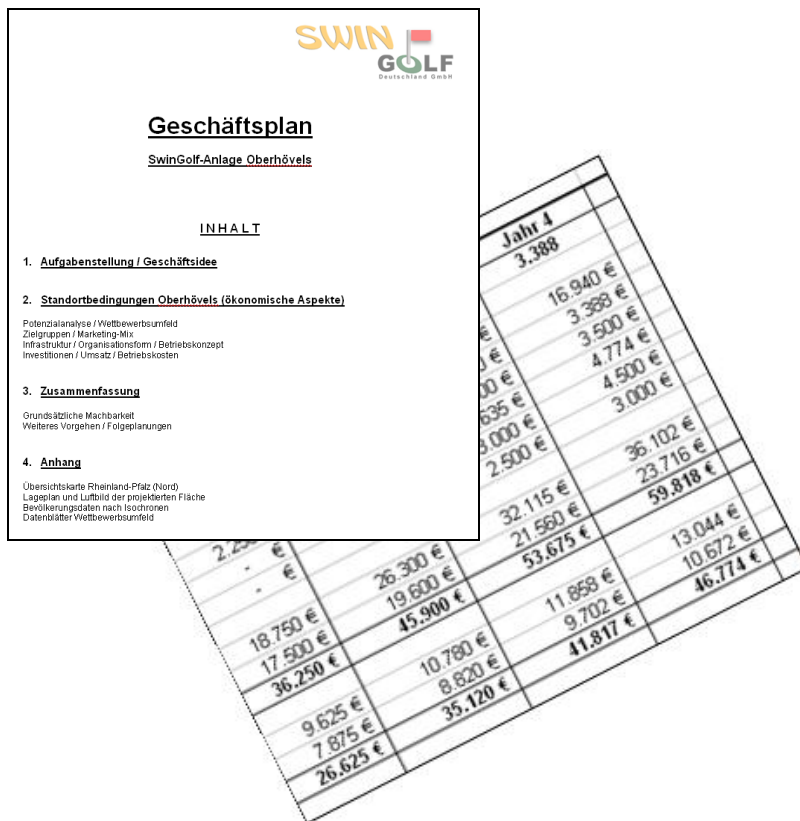 SWIN
GOLF
Deutschland GmbH
Geschäftsplan
SwinGolf-Anlage Oberhövels
INHALT
1. Aufgabenstellung / Geschäftsidee
2. Standortbedingungen Oberhövels (ökonomische Aspekte)
Potenzialanalyse / Wettbewerbsumfeld
Zielgruppen / Marketing-Mix
Infrastruktur / Organisationsform / Betriebskonzept
Investitionen / Umsatz / Betriebskosten
3. Zusammenfassung
Grundsätzliche Machbarkeit
Weiteres Vorgehen / Folgeplanungen
4. Anhang
Übersichtskarte Rheinland-Pfalz (Nord)
Lageplan und Luftbild der projektierten Fläche
Bevölkerungsdaten nach Isochronen
Datenblätter Wettbewerbsumfeld
Jahr 4
3.388
16.940 €
3.388 €
3.500 €
4.774 €
4.500 €
2.500 € 3.000 €
32.115 € 36.102 €
21.560 € 23.716 €
53.675 € 59.818 €
- €
- € 26.300 €
18.750 € 19.600 € 11.858 € 13.044 €
17.500 € 45.900 € 9.702 € 10.672 €
36.250 € 41.817 € 46.774 €
9.625 € 10.780 €
7.875 € 8.820 €
26.625 € 35.120 €